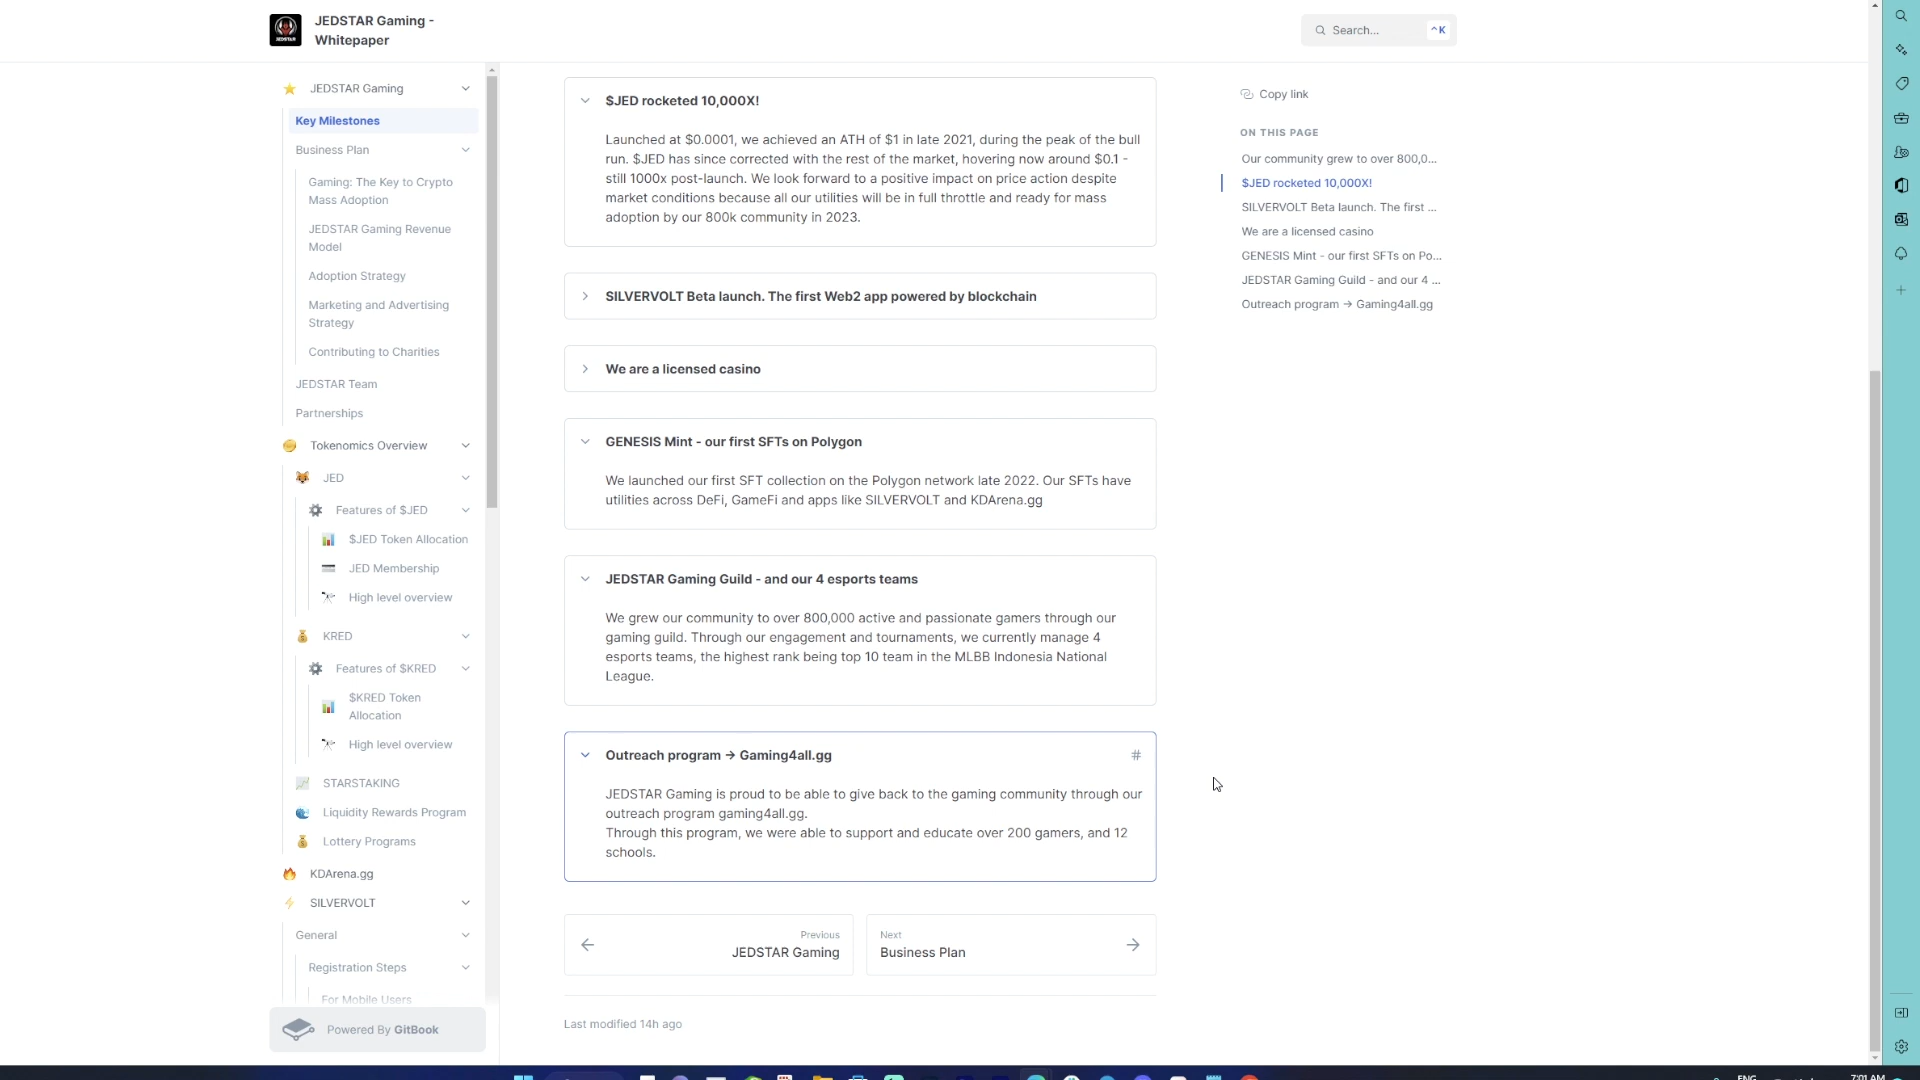 JEDSTAR Gaming -
Whitepaper
Search...
^K
JEDSTAR Gaming
Key Milestones
Business Plan
Gaming: The Key to Crypto
Mass Adoption
JEDSTAR Gaming Revenue
Model
Adoption Strategy
Marketing and Advertising
Strategy
Contributing to Charities
JEDSTAR Team
Partnerships
Tokenomics Overview
JED
Features of $JED
$JED Token Allocation
JED Membership
High level overview
KRED
Features of $KRED
$KRED Token
Allocation
High level overview
STARSTAKING
Liquidity Rewards Program
Lottery Programs
KDArena.gg
SILVERVOLT
General
Registration Steps
For Mobile Users
Powered By GitBook
$JED rocketed 10,000X!
Launched at $0.0001, we achieved an ATH of $1 in late 2021, during the peak of the bull
run. $JED has since corrected with the rest of the market, hovering now around $0.1 -
still 1000x post-launch. We look forward to a positive impact on price action despite
market conditions because all our utilities will be in full throttle and ready for mass
adoption by our 800k community in 2023.
SILVERVOLT Beta launch. The first Web2 app powered by blockchain
We are a licensed casino
GENESIS Mint - our first SFTs on Polygon
We launched our first SFT collection on the Polygon network late 2022. Our SFTs have
utilities across DeFi, GameFi and apps like SILVERVOLT and KDArena.gg
JEDSTAR Gaming Guild - and our 4 esports teams
We grew our community to over 800,000 active and passionate gamers through our
gaming guild. Through our engagement and tournaments, we currently manage 4
esports teams, the highest rank being top 10 team in the MLBB Indonesia National
League.
Outreach program → Gaming4all.gg
#
JEDSTAR Gaming is proud to be able to give back to the gaming community through our
outreach program gaming4all.gg.
Through this program, we were able to support and educate over 200 gamers, and 12
schools.
Previous
JEDSTAR Gaming
Next
Business Plan
Last modified 14h ago
Copy link
ON THIS PAGE
Our community grew to over 800,0...
$JED rocketed 10,000X!
SILVERVOLT Beta launch. The first ...
We are a licensed casino
GENESIS Mint - our first SFTs on Po...
JEDSTAR Gaming Guild - and our 4 ...
Outreach program → Gaming4all.gg
ENG
7:01 AM